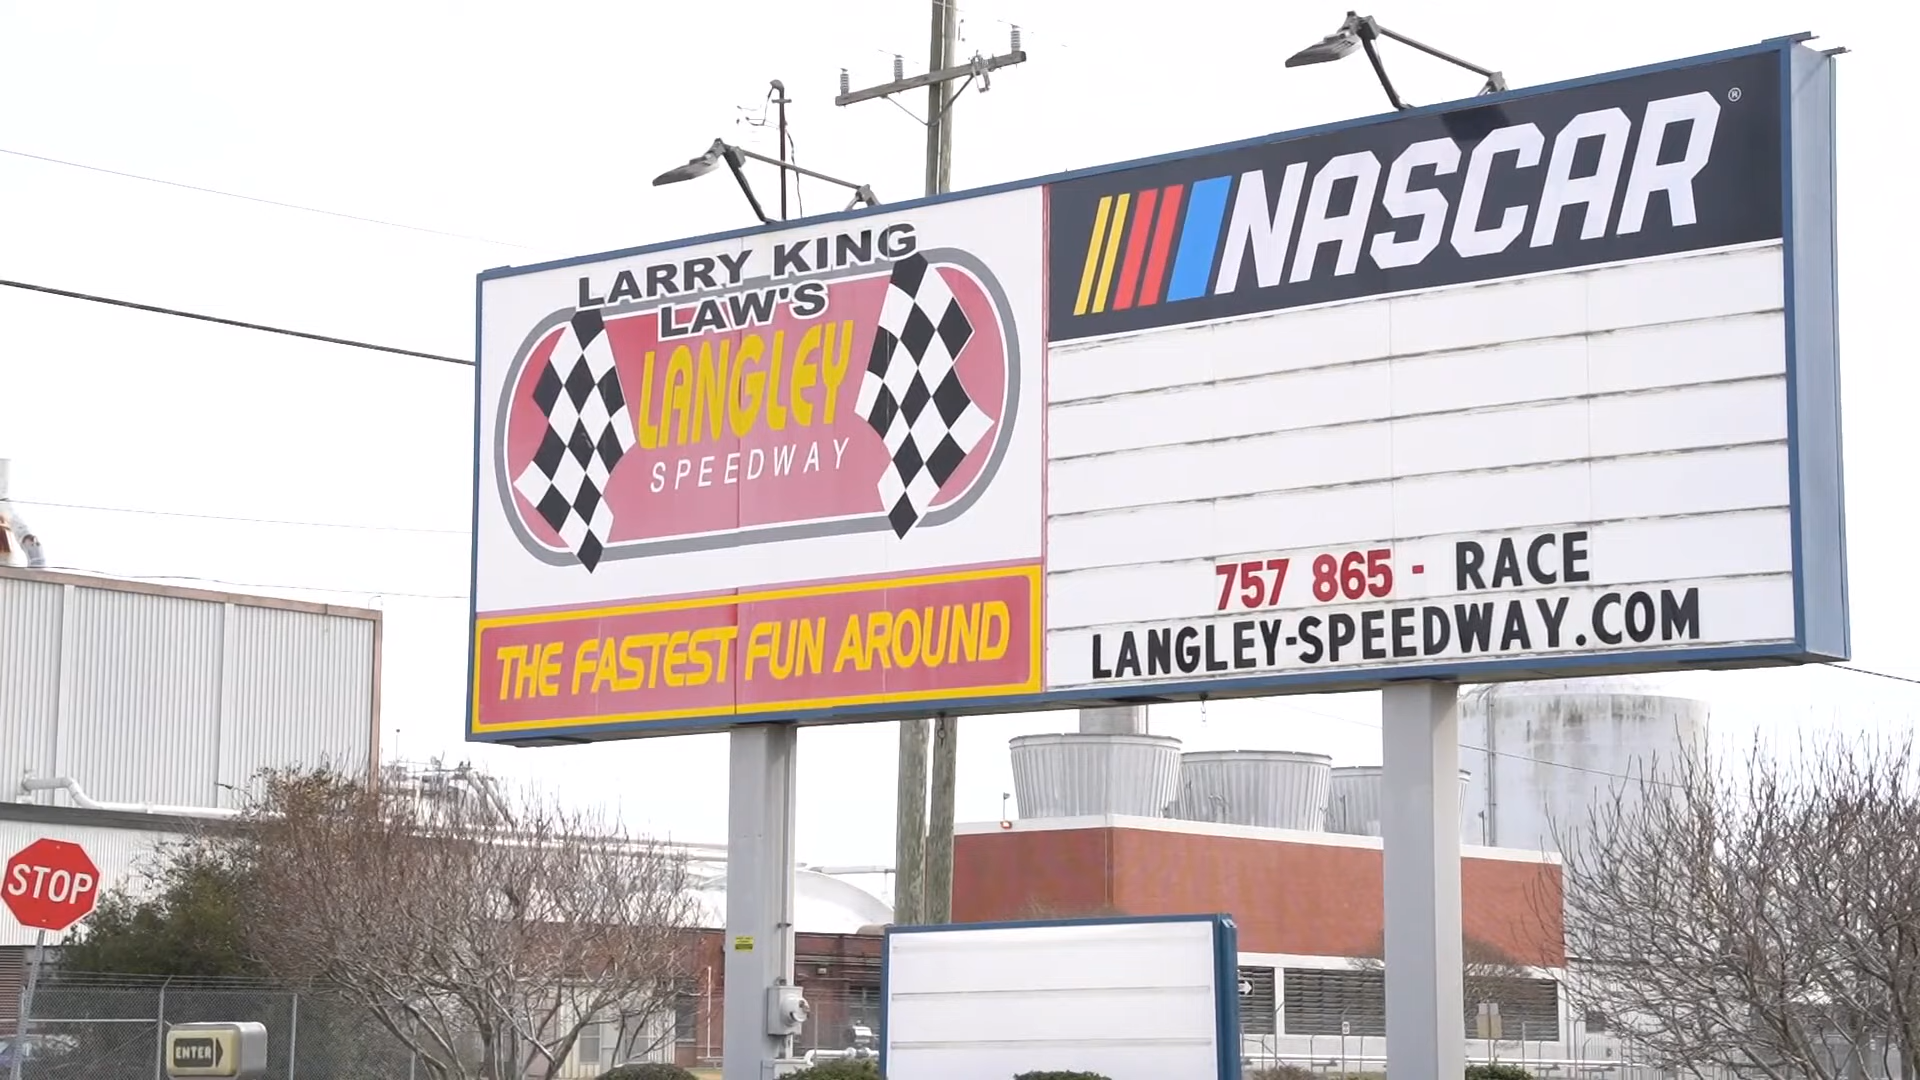 LARRY KING
LAW'S
LANGLEY
SPEEDWAY
THE FASTEST FUN AROUND
NASCAR®
757 865 - RACE
LANGLEY-SPEEDWAY.COM
STOP
ENTER